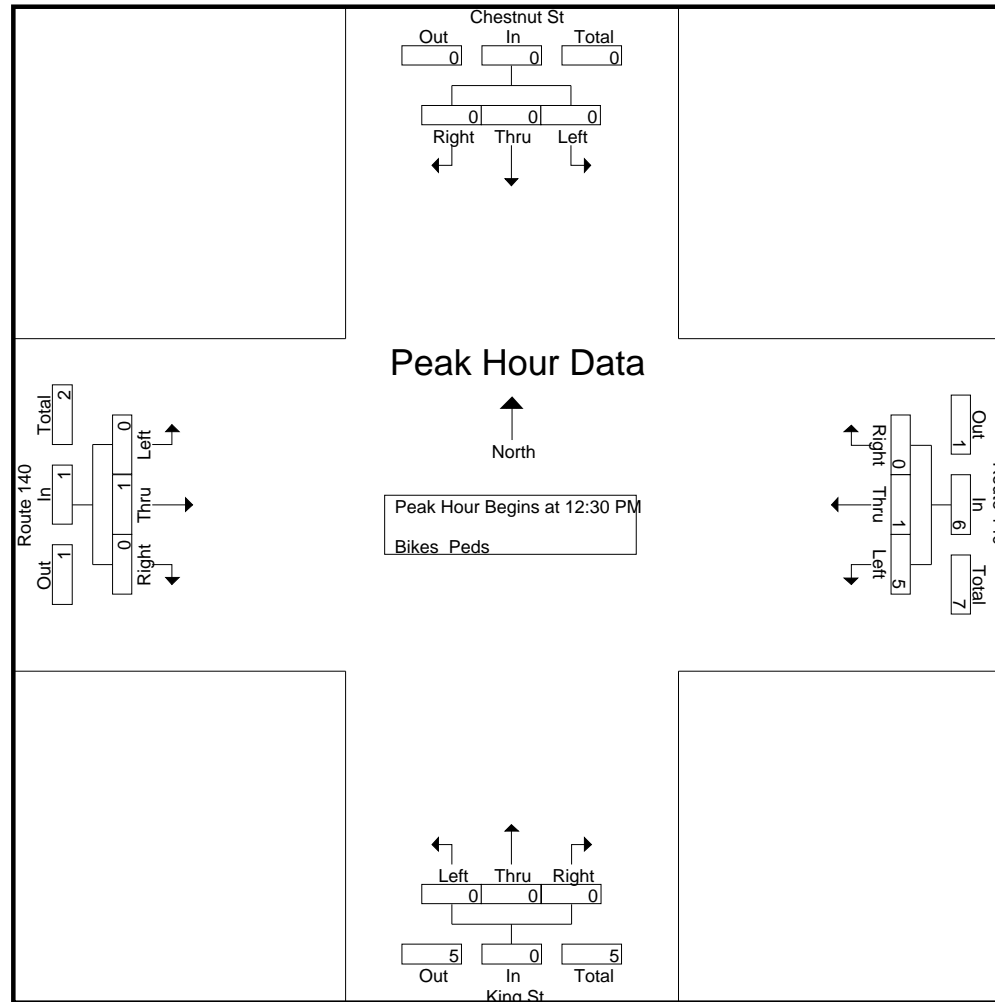 Chestnut St
Out In Total
0 0 0
0 0 0
Right Thru Left
Peak Hour Data
North
Peak Hour Begins at 12:30 PM
Bikes Peds
Route 140
Total In Out
2 1 1
0 1 0
Left Thru Right
Right Thru Left
0 1 5
1 6 7
Out In Total
Left Thru Right
0 0 0
5 0 5
Out In Total
King St